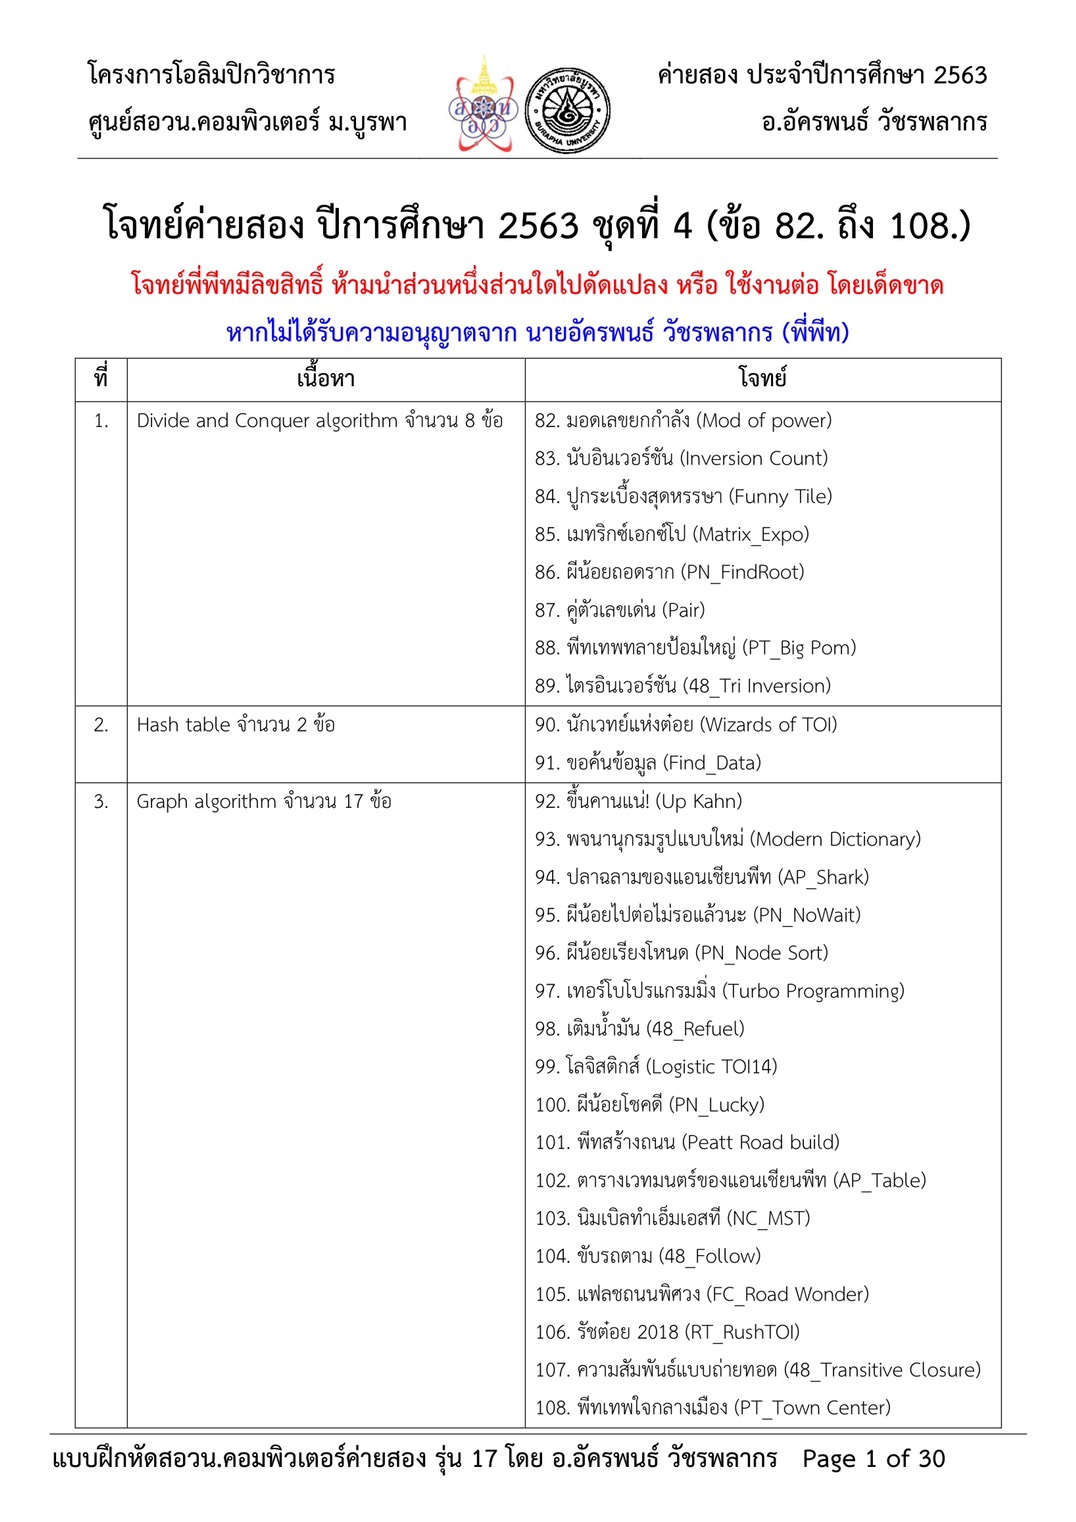 โครงการโอลิมปิกวิชาการ
ศูนย์สอวน.คอมพิวเตอร์ ม.บูรพา
สอวน
มหาวิทยาลัยบูรพา
BURAPHA UNIVERSITY
ค่ายสอง ประจำปีการศึกษา 2563
อ.อัครพนธ์ วัชรพลากร
โจทย์ค่ายสอง ปีการศึกษา 2563 ชุดที่ 4 (ข้อ 82. ถึง 108.)
โจทย์พี่พีทมีลิขสิทธิ์ ห้ามนำส่วนหนึ่งส่วนใดไปดัดแปลง หรือ ใช้งานต่อ โดยเด็ดขาด
หากไม่ได้รับความอนุญาตจาก นายอัครพนธ์ วัชรพลากร (พี่พีท)
ที่ เนื้อหา โจทย์
1. Divide and Conquer algorithm จำนวน 8 ข้อ 82. มอดเลขยกกำลัง (Mod of power)
83. นับอินเวอร์ชัน (Inversion Count)
84. ปูกระเบื้องสุดหรรษา (Funny Tile)
85. เมทริกซ์เอกซ์โป (Matrix_Expo)
86. ผีน้อยถอดราก (PN_FindRoot)
87. คู่ตัวเลขเด่น (Pair)
88. พีทเทพทลายป้อมใหญ่ (PT_Big Pom)
89. ไตรอินเวอร์ชัน (48_Tri Inversion)
2. Hash table จำนวน 2 ข้อ 90. นักเวทย์แห่งต๋อย (Wizards of TOI)
91. ขอค้นข้อมูล (Find_Data)
3. Graph algorithm จำนวน 17 ข้อ 92. ขึ้นคานแน่! (Up Kahn)
93. พจนานุกรมรูปแบบใหม่ (Modern Dictionary)
94. ปลาฉลามของแอนเชียนพีท (AP_Shark)
95. ผีน้อยไปต่อไม่รอแล้วนะ (PN_NoWait)
96. ผีน้อยเรียงโหนด (PN_Node Sort)
97. เทอร์โบโปรแกรมมิ่ง (Turbo Programming)
98. เติมน้ำมัน (48_Refuel)
99. โลจิสติกส์ (Logistic TOI14)
100. ผีน้อยโชคดี (PN_Lucky)
101. พีทสร้างถนน (Peatt Road build)
102. ตารางเวทมนตร์ของแอนเชียนพีท (AP_Table)
103. นิมเบิลทำเอ็มเอสที (NC_MST)
104. ขับรถตาม (48_Follow)
105. แฟลชถนนพิศวง (FC_Road Wonder)
106. รัชต๋อย 2018 (RT_RushTOI)
107. ความสัมพันธ์แบบถ่ายทอด (48_Transitive Closure)
108. พีทเทพใจกลางเมือง (PT_Town Center)
แบบฝึกหัดสอวน.คอมพิวเตอร์ค่ายสอง รุ่น 17 โดย อ.อัครพนธ์ วัชรพลากร Page 1 of 30